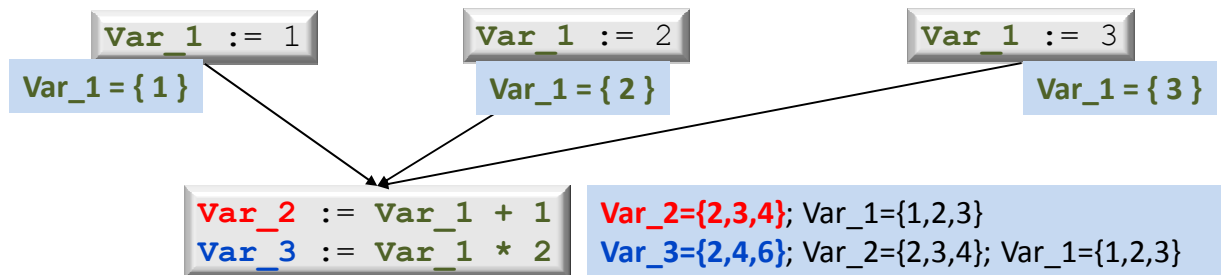 Var_1 := 1
Var_1 := 2
Var_1 := 3
Var_1 = { 1 }
Var_1 = { 2 }
Var_1 = { 3 }
Var_2 := Var_1 + 1
Var_3 := Var_1 * 2
Var_2={2,3,4}; Var_1={1,2,3}
Var_3={2,4,6}; Var_2={2,3,4}; Var_1={1,2,3}